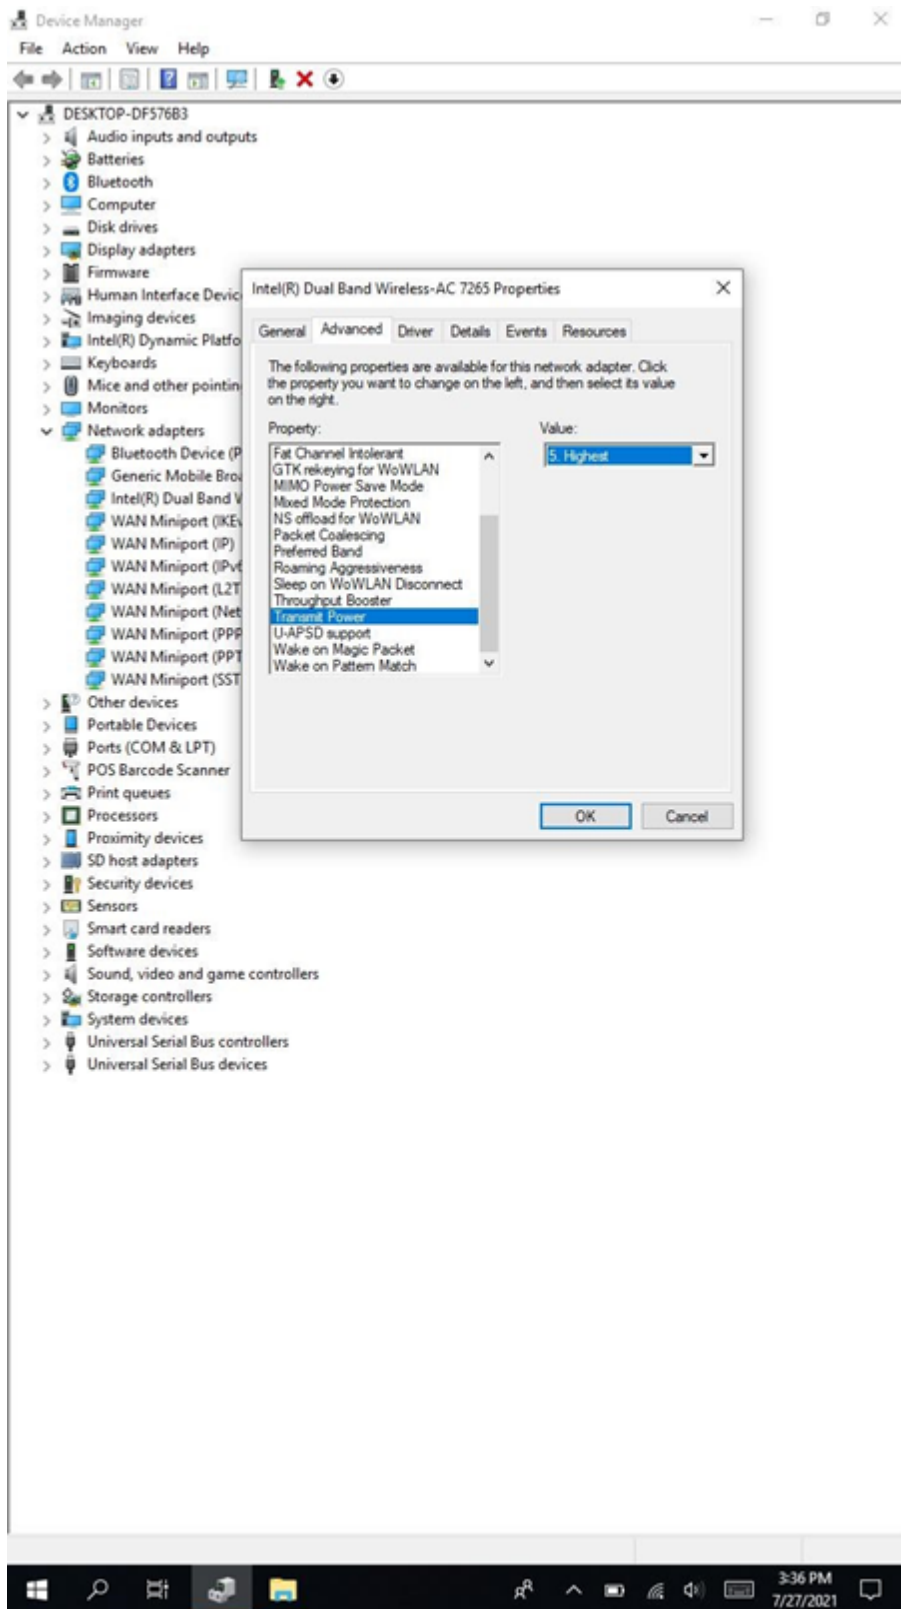 Device Manager
File Action View Help
DESKTOP-DF576B3
Audio inputs and outputs
Batteries
Bluetooth
Computer
Disk drives
Display adapters
Firmware
Human Interface Devic
Imaging devices
Intel(R) Dynamic Platfo
Keyboards
Mice and other pointin
Monitors
Network adapters
Bluetooth Device (P
Generic Mobile Broa
Intel(R) Dual Band W
WAN Miniport (IKEv
WAN Miniport (IP)
WAN Miniport (IPv6
WAN Miniport (L2T
WAN Miniport (Net
WAN Miniport (PPP
WAN Miniport (PPT
WAN Miniport (SST
Other devices
Portable Devices
Ports (COM & LPT)
POS Barcode Scanner
Print queues
Processors
Proximity devices
SD host adapters
Security devices
Sensors
Smart card readers
Software devices
Sound, video and game controllers
Storage controllers
System devices
Universal Serial Bus controllers
Universal Serial Bus devices
Intel(R) Dual Band Wireless-AC 7265 Properties
General Advanced Driver Details Events Resources
The following properties are available for this network adapter. Click
the property you want to change on the left, and then select its value
on the right.
Property:
Value:
Fat Channel Intolerant
GTK rekeying for WoWLAN
MIMO Power Save Mode
Mixed Mode Protection
NS offload for WoWLAN
Packet Coalescing
Preferred Band
Roaming Aggressiveness
Sleep on WoWLAN Disconnect
Throughput Booster
Transmit Power
U-APSD support
Wake on Magic Packet
Wake on Pattern Match
5. Highest
OK Cancel
3:36 PM
7/27/2021